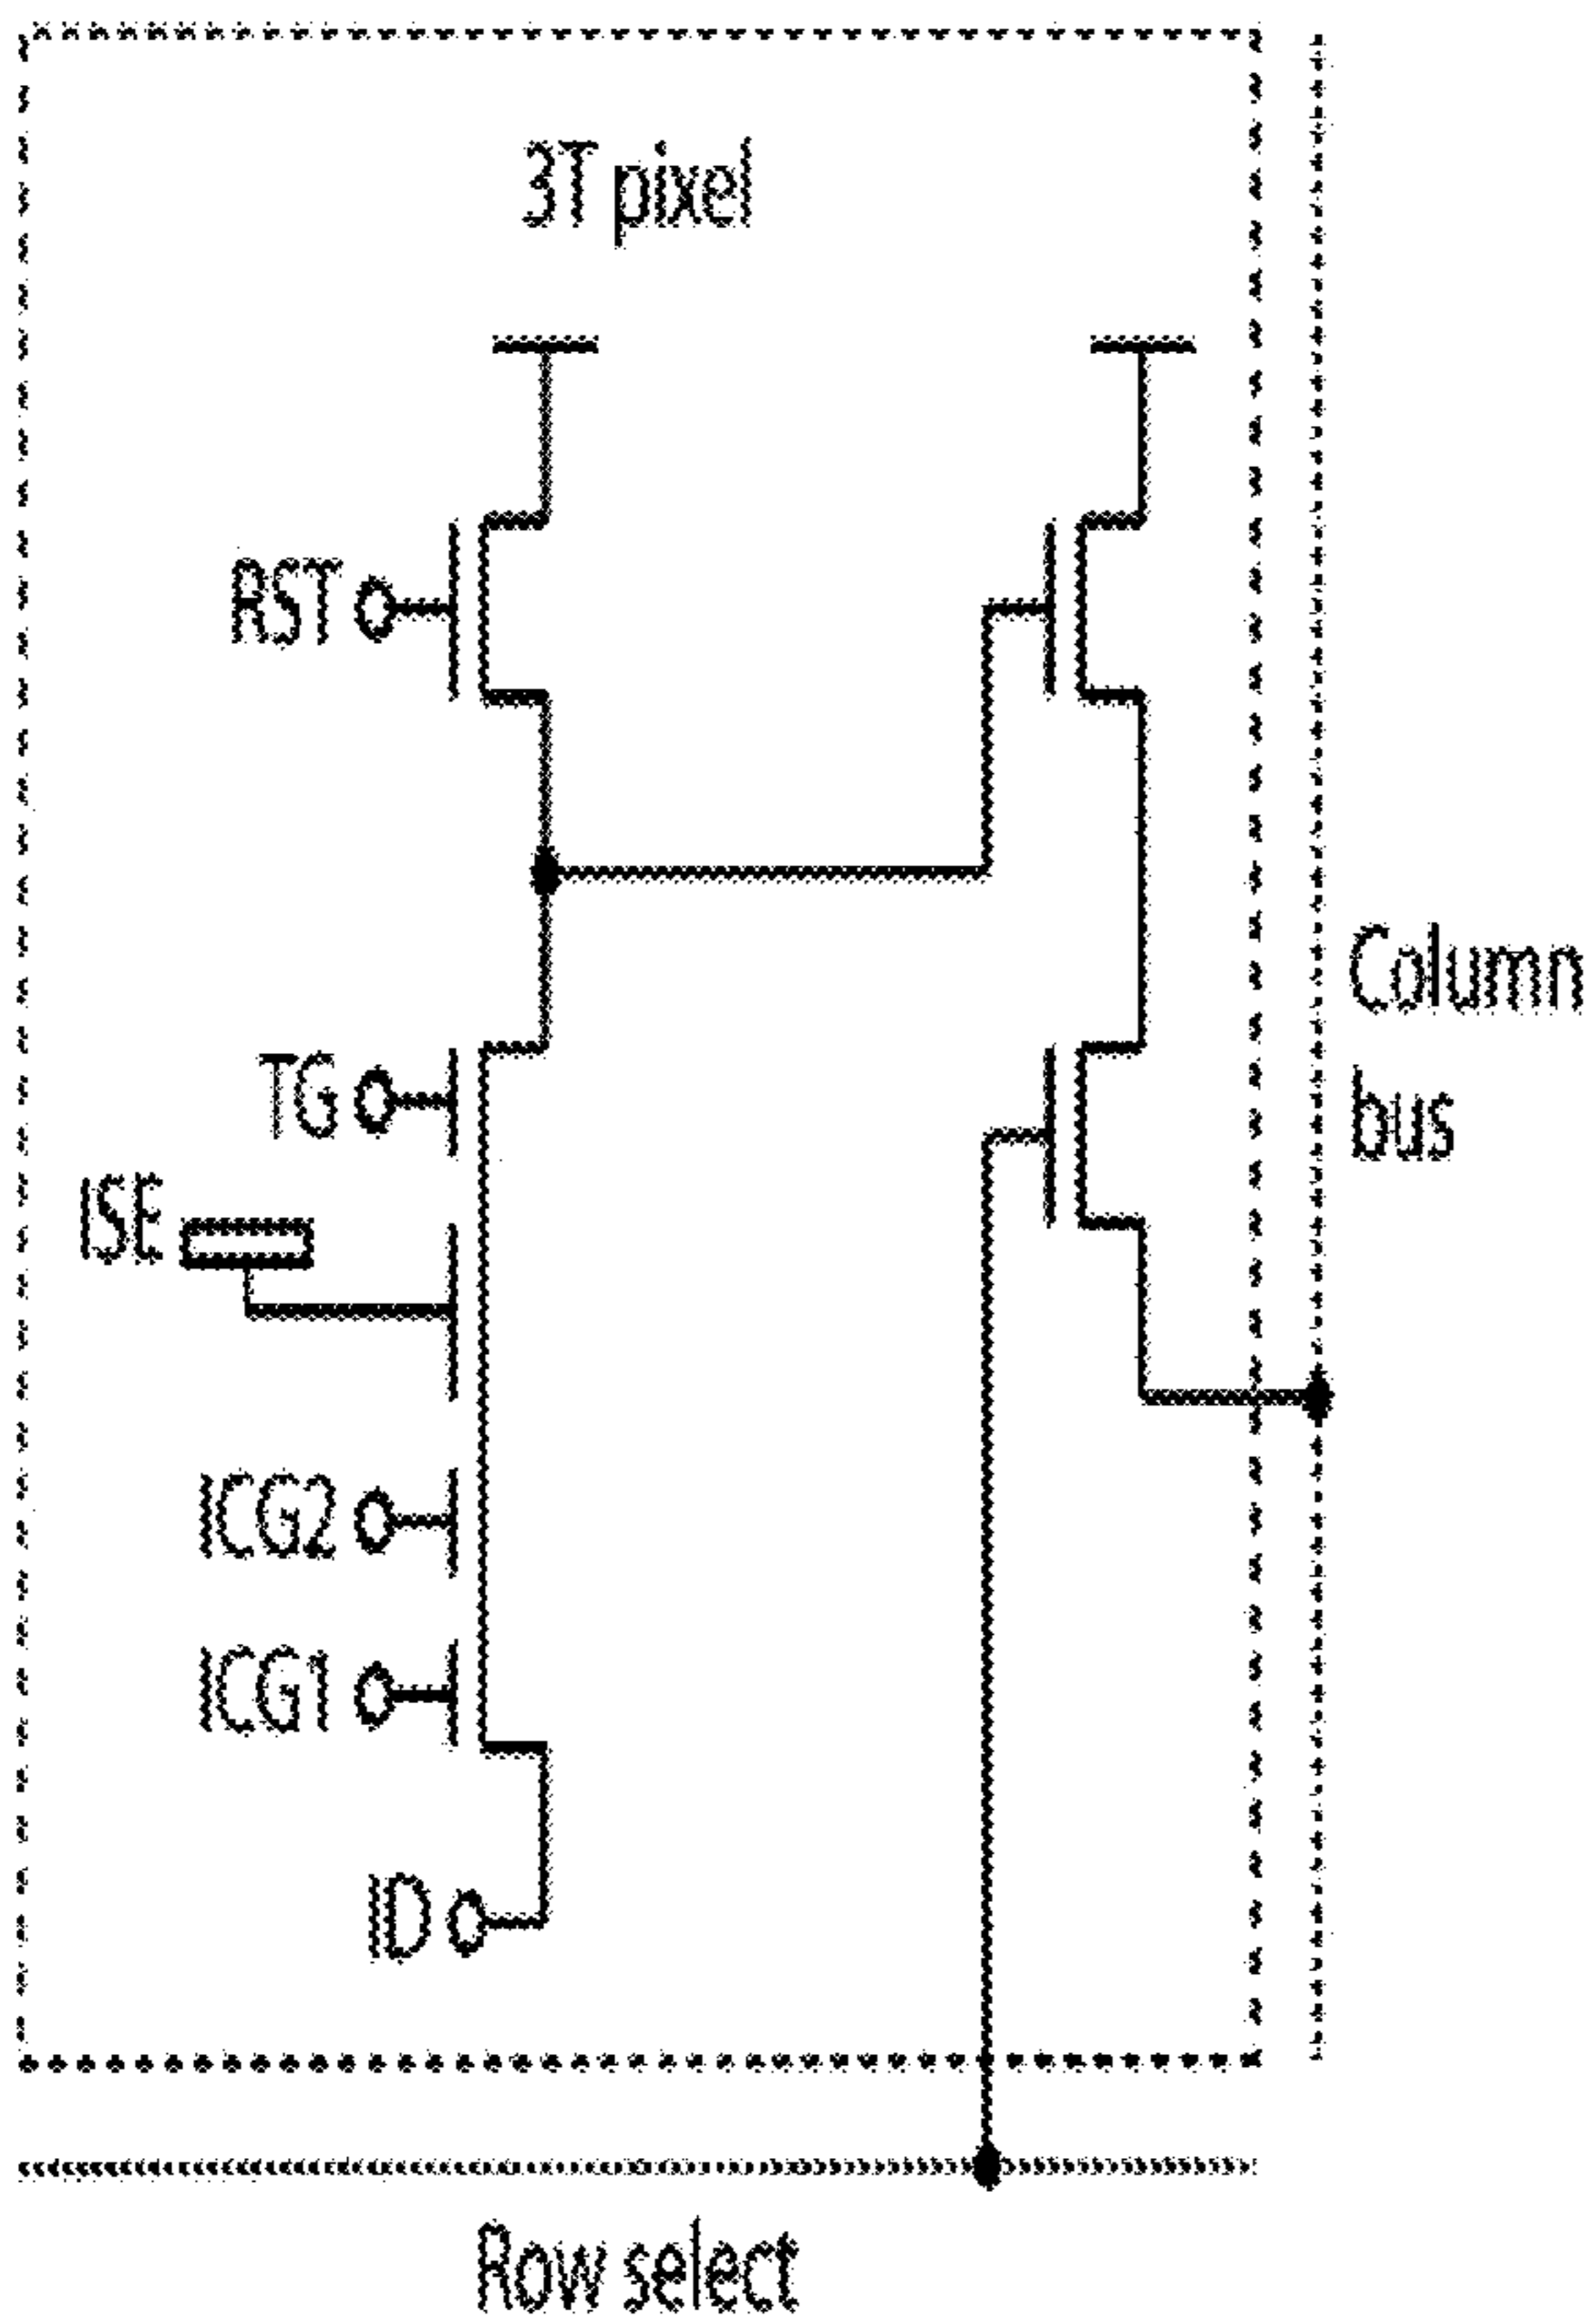 3T pixel
RST
Column
bus
TG
ISE
ICG2
ICG1
ID
Row select